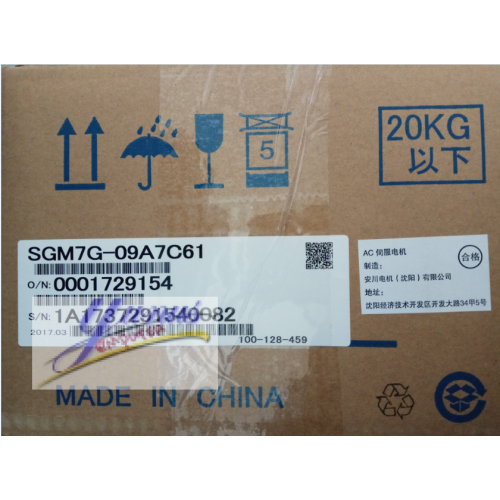 5
20KG
以下
SGM7G-09A7C61
O/N: 0001729154
S/N: 1A1737291540082
2017.03
100-128-459
AC 伺服电机
制造:
安川电机（沈阳）有限公司
地址:
沈阳经济技术开发区开发大路34甲5号
合格
MADE IN CHINA